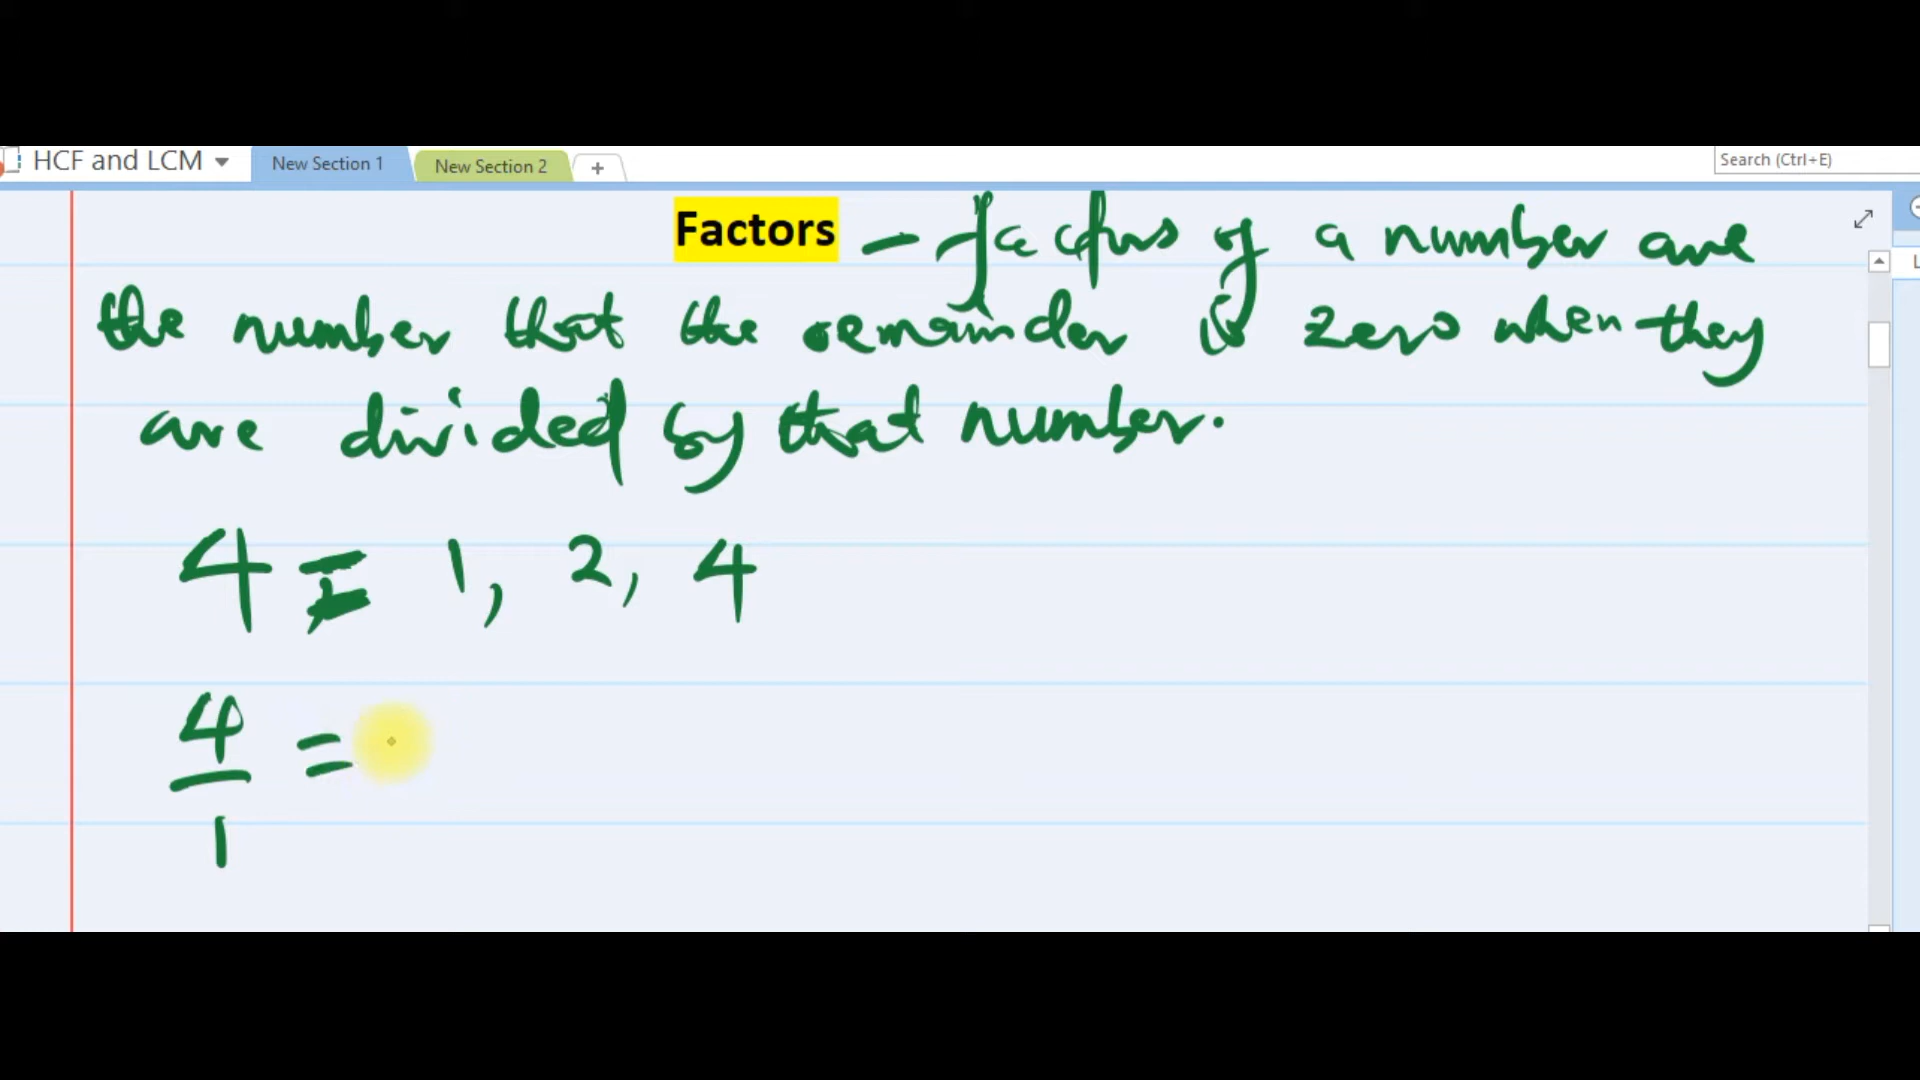 HCF and LCM New Section 1 New Section 2 + Search (Ctrl+E)
Factors - factors of a number are
the number that the remainder is zero when they
are divided by that number.
4 = 1, 2, 4
4/1 =